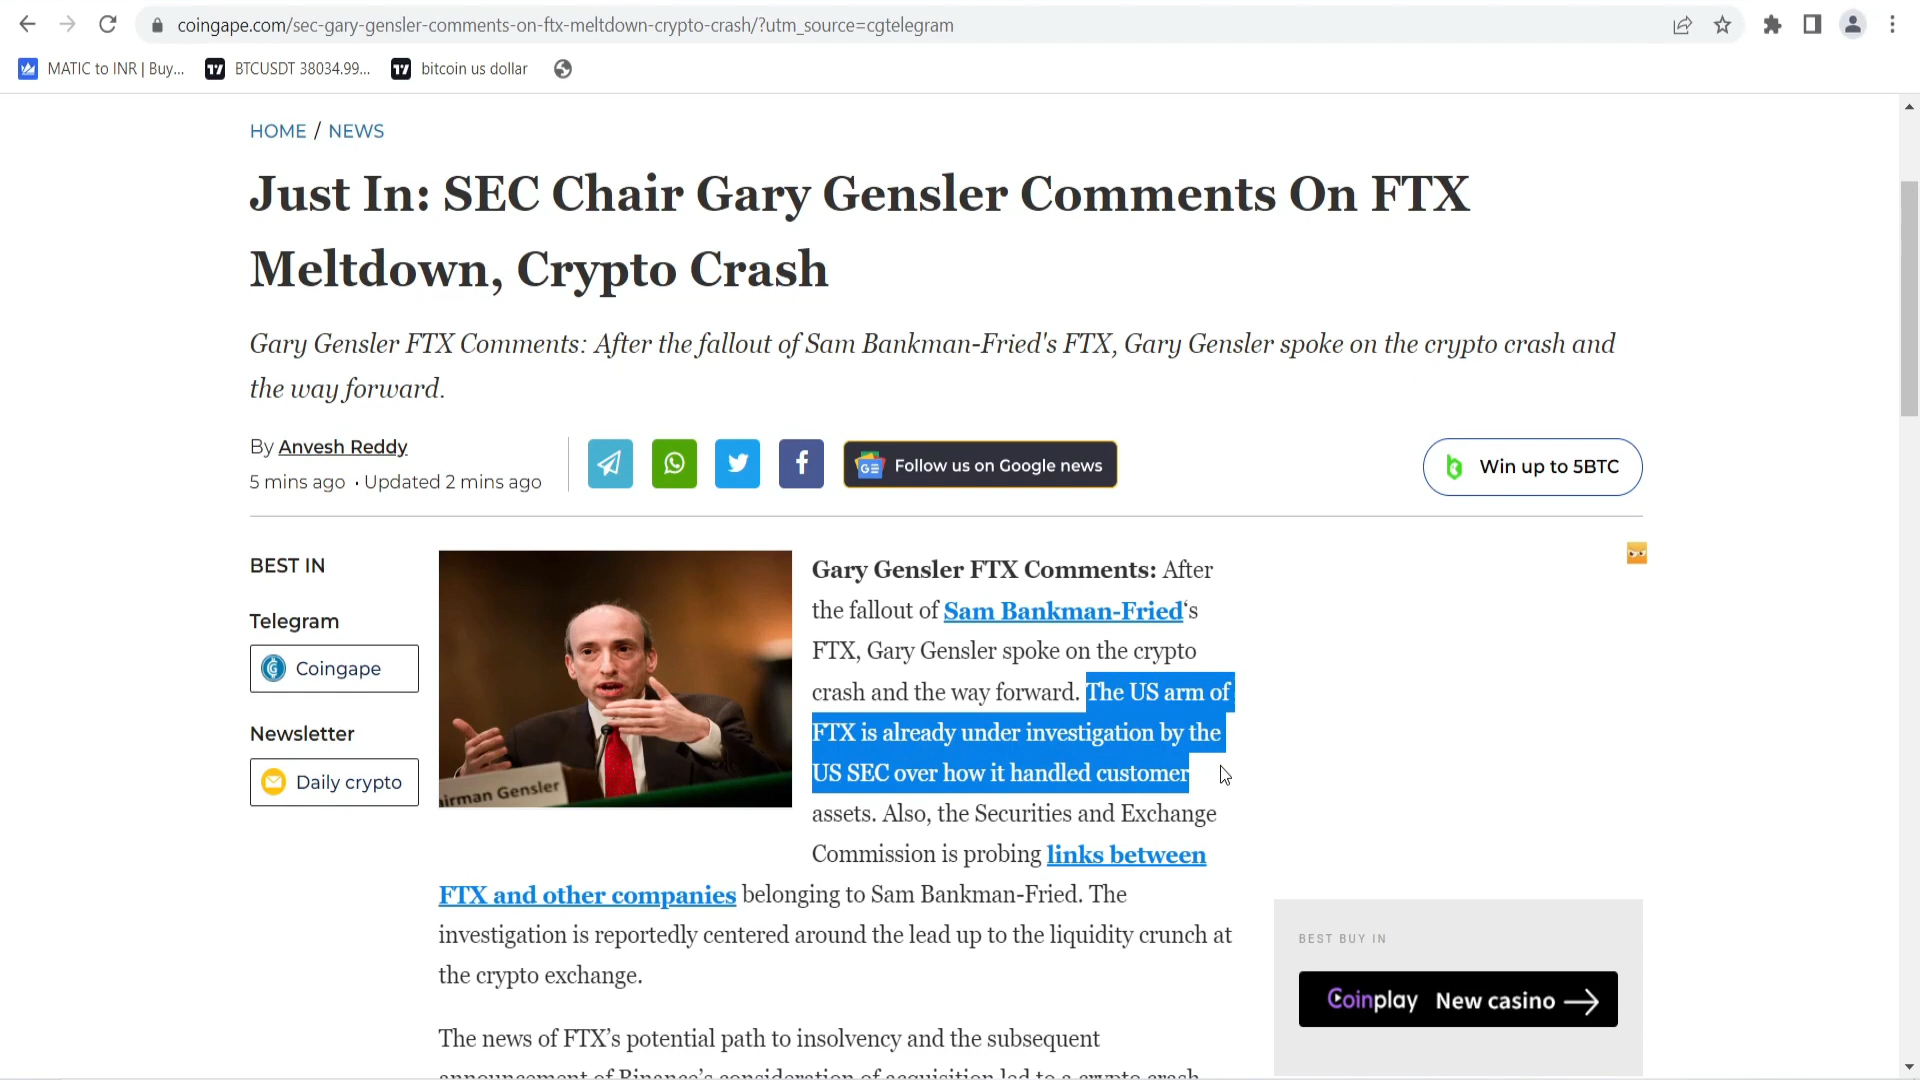 coingape.com/sec-gary-gensler-comments-on-ftx-meltdown-crypto-crash/?utm_source=cgtelegram
MATIC to INR | Buy... BTCUSDT 38034.99... bitcoin us dollar
HOME / NEWS
Just In: SEC Chair Gary Gensler Comments On FTX
Meltdown, Crypto Crash
Gary Gensler FTX Comments: After the fallout of Sam Bankman-Fried's FTX, Gary Gensler spoke on the crypto crash and
the way forward.
By Anvesh Reddy
5 mins ago • Updated 2 mins ago
Follow us on Google news
Win up to 5BTC
BEST IN
Telegram
Coingape
Newsletter
Daily crypto
airman Gensler
Gary Gensler FTX Comments: After
the fallout of Sam Bankman-Fried‘s
FTX, Gary Gensler spoke on the crypto
crash and the way forward. The US arm of
FTX is already under investigation by the
US SEC over how it handled customer
assets. Also, the Securities and Exchange
Commission is probing links between
FTX and other companies belonging to Sam Bankman-Fried. The
investigation is reportedly centered around the lead up to the liquidity crunch at
the crypto exchange.
The news of FTX’s potential path to insolvency and the subsequent
announcement of Binance’s consideration of acquisition led to a crypto crash
BEST BUY IN
Coinplay New casino